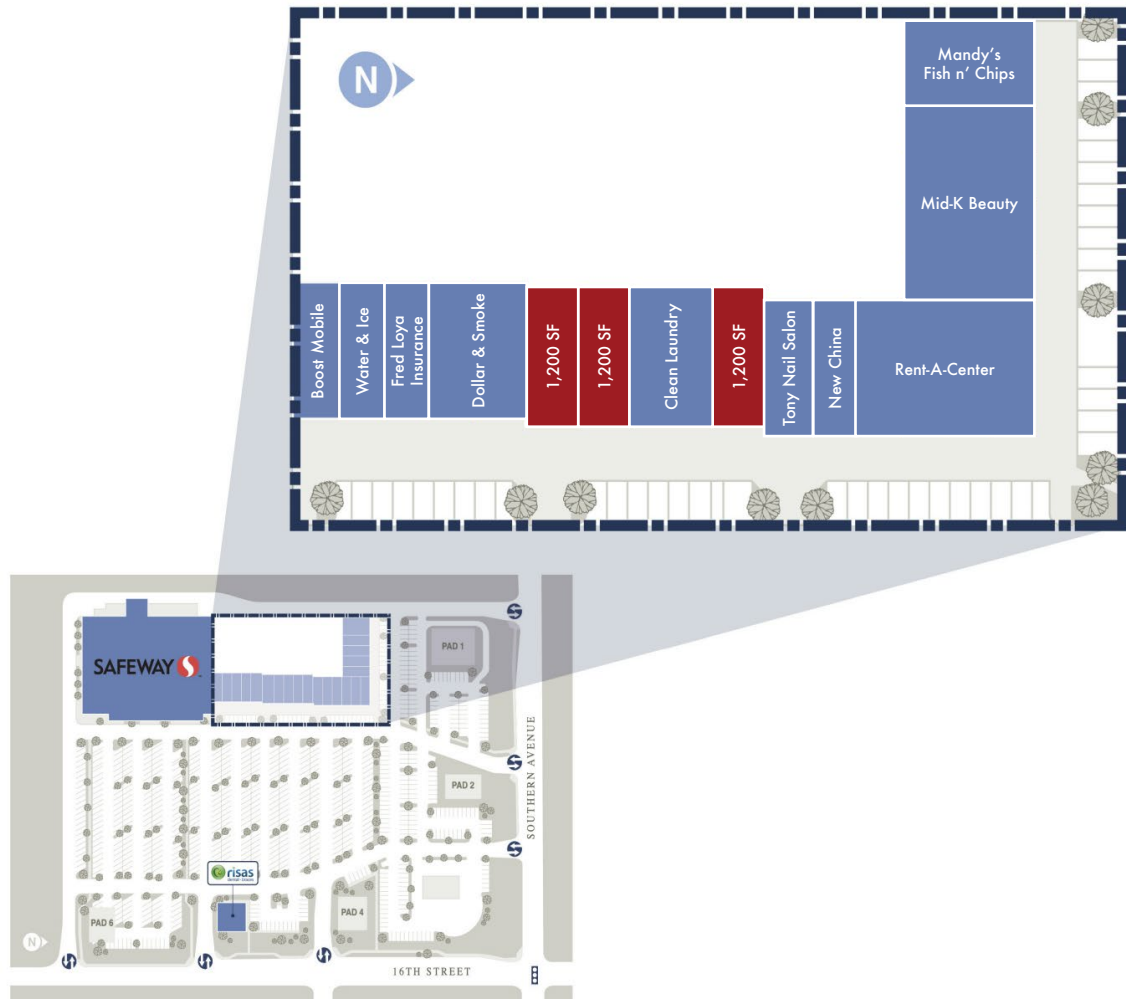 N
Mandy's
Fish n' Chips
Mid-K Beauty
Boost Mobile
Water & Ice
Fred Loya
Insurance
Dollar & Smoke
1,200 SF
1,200 SF
Clean Laundry
1,200 SF
Tony Nail Salon
New China
Rent-A-Center
SAFEWAY
PAD 1
SOUTHERN AVENUE
PAD 2
risas
PAD 6
PAD 4
N
16TH STREET